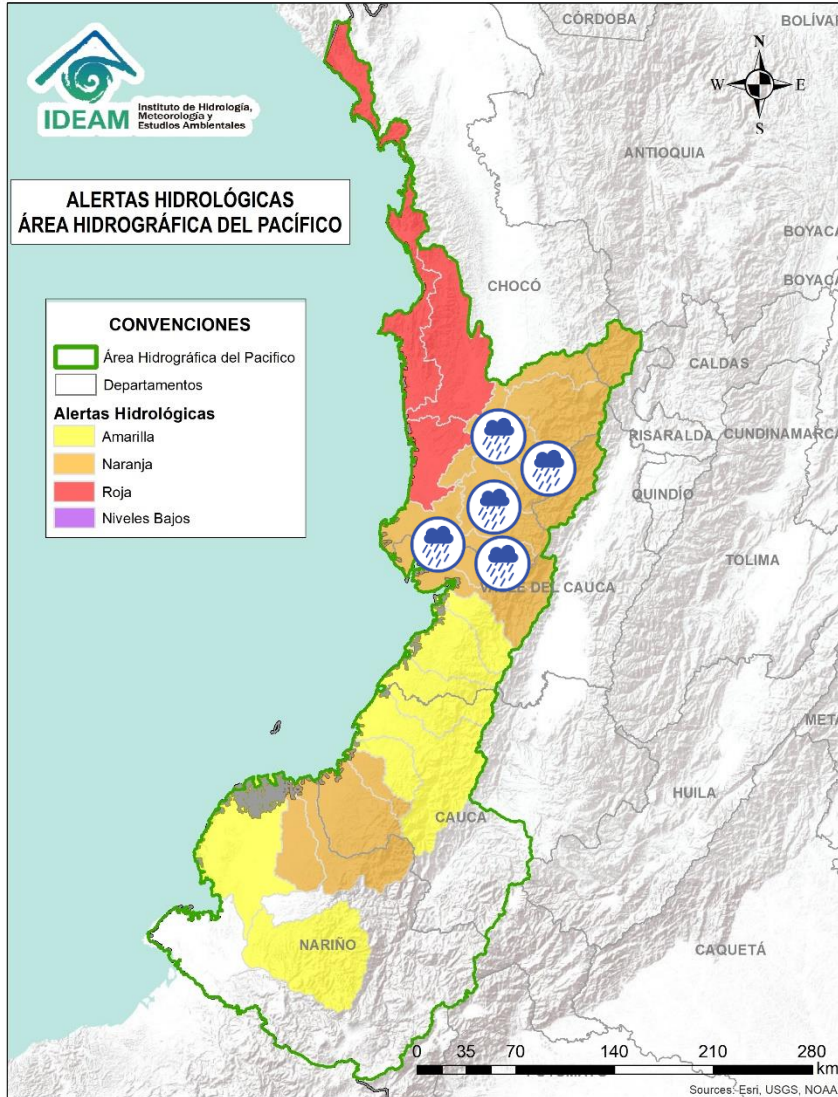 CÓRDOBA
BOLÍVA
IDEAM
Instituto de Hidrología,
Meteorología y
Estudios Ambientales
N
W
E
S
ANTIOQUIA
ALERTAS HIDROLÓGICAS
ÁREA HIDROGRÁFICA DEL PACÍFICO
BOYACÁ
BOYACÁ
CHOCÓ
CONVENCIONES
Área Hidrográfica del Pacifico
Departamentos
Alertas Hidrológicas
Amarilla
Naranja
Roja
Niveles Bajos
CALDAS
RISARALDA
CUNDINAMARCA
QUINDÍO
TOLIMA
VALLE DEL CAUCA
META
HUILA
CAUCA
NARIÑO
CAQUETÁ
0 35 70 140 210 280
km
Sources: Esri, USGS, NOAA